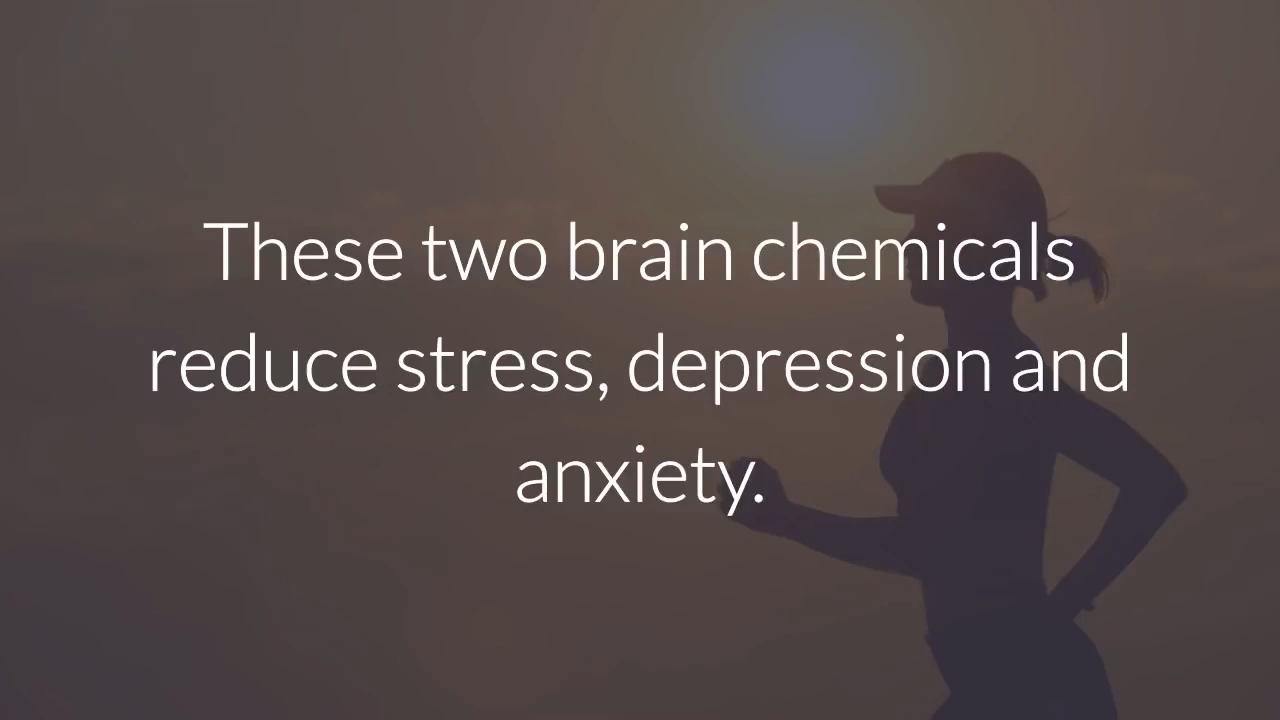 These two brain chemicals
reduce stress, depression and
anxiety.